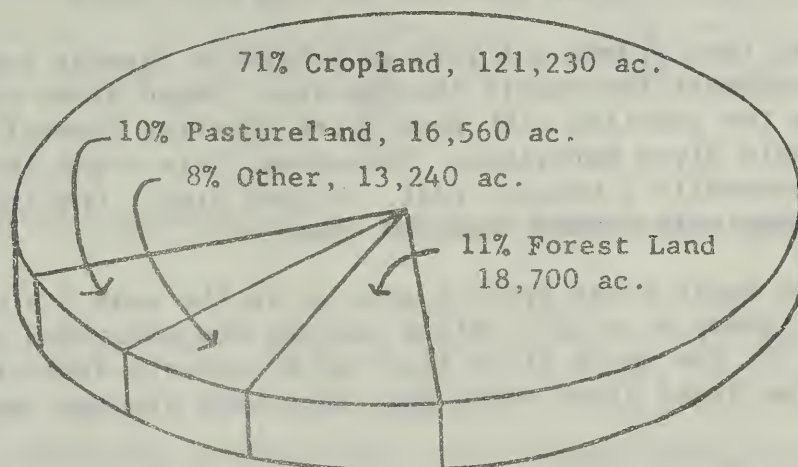 71% Cropland, 121,230 ac.
10% Pastureland, 16,560 ac.
8% Other, 13,240 ac.
11% Forest Land
18,700 ac.